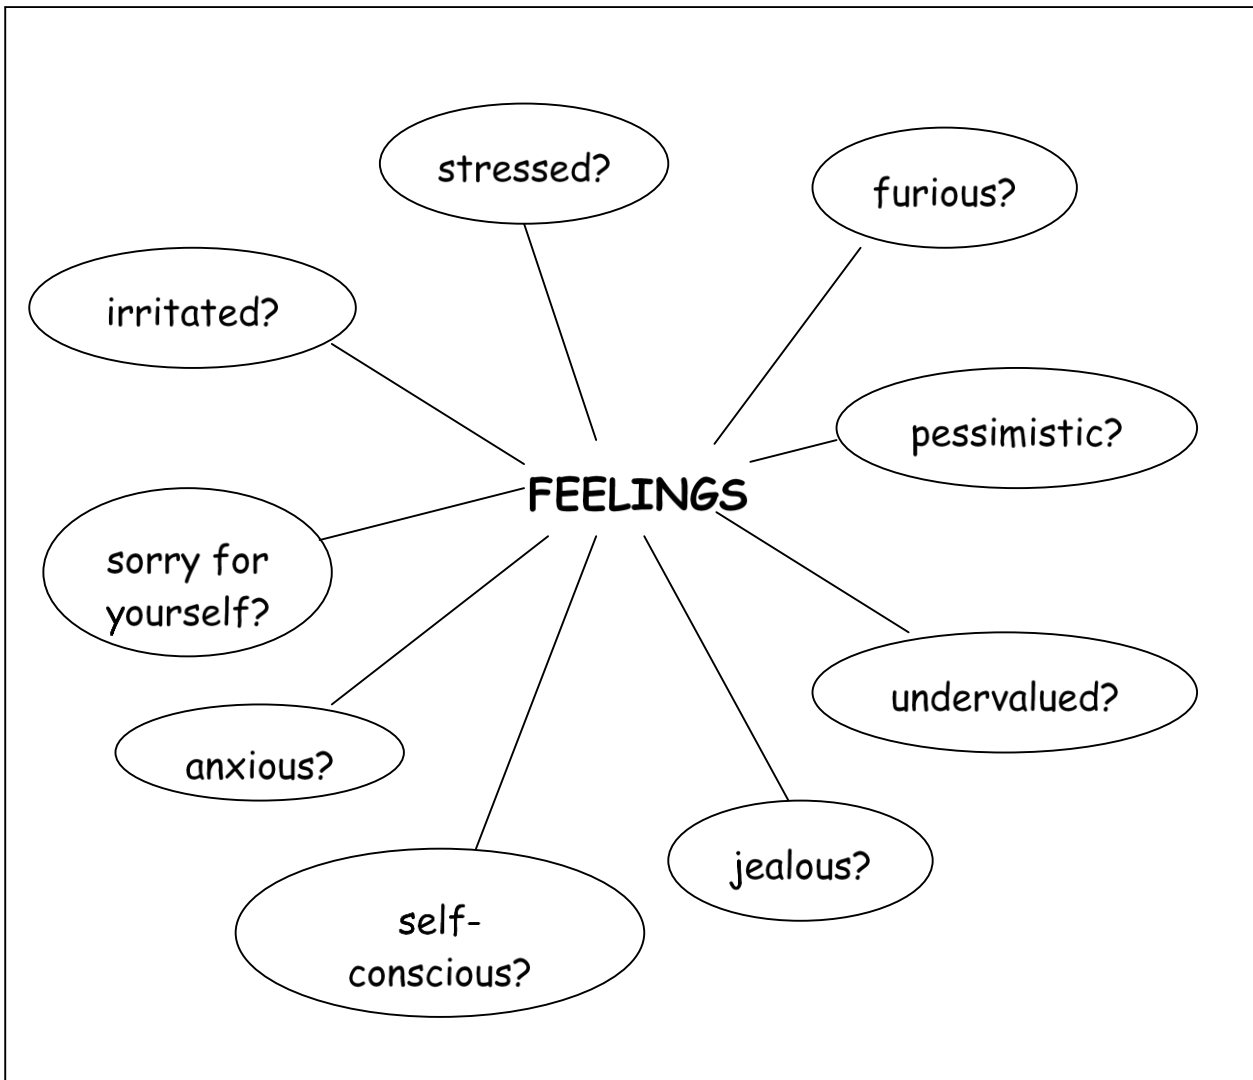 stressed?
furious?
irritated?
pessimistic?
FEELINGS
sorry for
yourself?
undervalued?
anxious?
jealous?
self-
conscious?